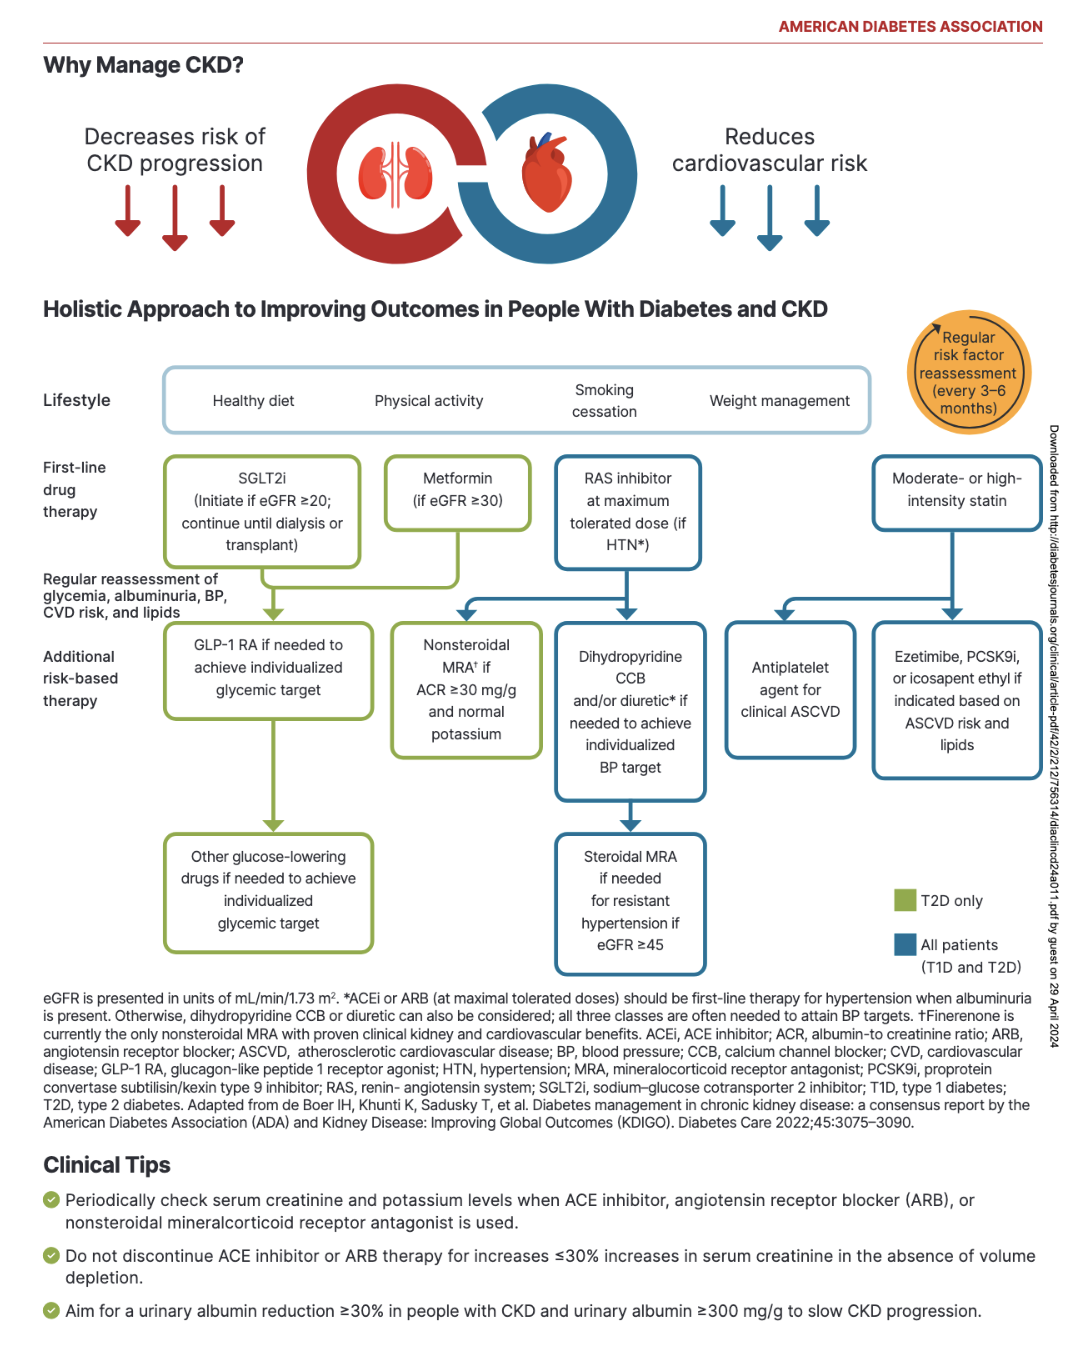 AMERICAN DIABETES ASSOCIATION
Why Manage CKD?
Decreases risk of
CKD progression
Reduces
cardiovascular risk
Holistic Approach to Improving Outcomes in People With Diabetes and CKD
Regular
risk factor
reassessment
(every 3–6
months)
Lifestyle
Healthy diet
Physical activity
Smoking
cessation
Weight management
First-line
drug
therapy
SGLT2i
(Initiate if eGFR ≥20;
continue until dialysis or
transplant)
Metformin
(if eGFR ≥30)
RAS inhibitor
at maximum
tolerated dose (if
HTN*)
Moderate- or high-
intensity statin
Regular reassessment of
glycemia, albuminuria, BP,
CVD risk, and lipids
Additional
risk-based
therapy
GLP-1 RA if needed to
achieve individualized
glycemic target
Nonsteroidal
MRA† if
ACR ≥30 mg/g
and normal
potassium
Dihydropyridine
CCB
and/or diuretic* if
needed to achieve
individualized
BP target
Antiplatelet
agent for
clinical ASCVD
Ezetimibe, PCSK9i,
or icosapent ethyl if
indicated based on
ASCVD risk and
lipids
Other glucose-lowering
drugs if needed to achieve
individualized
glycemic target
Steroidal MRA
if needed
for resistant
hypertension if
eGFR ≥45
T2D only
All patients
(T1D and T2D)
eGFR is presented in units of mL/min/1.73 m². *ACEi or ARB (at maximal tolerated doses) should be first-line therapy for hypertension when albuminuria
is present. Otherwise, dihydropyridine CCB or diuretic can also be considered; all three classes are often needed to attain BP targets. †Finerenone is
currently the only nonsteroidal MRA with proven clinical kidney and cardiovascular benefits. ACEi, ACE inhibitor; ACR, albumin-to creatinine ratio; ARB,
angiotensin receptor blocker; ASCVD, atherosclerotic cardiovascular disease; BP, blood pressure; CCB, calcium channel blocker; CVD, cardiovascular
disease; GLP-1 RA, glucagon-like peptide 1 receptor agonist; HTN, hypertension; MRA, mineralocorticoid receptor antagonist; PCSK9i, proprotein
convertase subtilisin/kexin type 9 inhibitor; RAS, renin- angiotensin system; SGLT2i, sodium–glucose cotransporter 2 inhibitor; T1D, type 1 diabetes;
T2D, type 2 diabetes. Adapted from de Boer IH, Khunti K, Sadusky T, et al. Diabetes management in chronic kidney disease: a consensus report by the
American Diabetes Association (ADA) and Kidney Disease: Improving Global Outcomes (KDIGO). Diabetes Care 2022;45:3075–3090.
Clinical Tips
Periodically check serum creatinine and potassium levels when ACE inhibitor, angiotensin receptor blocker (ARB), or
nonsteroidal mineralcorticoid receptor antagonist is used.
Do not discontinue ACE inhibitor or ARB therapy for increases ≤30% increases in serum creatinine in the absence of volume
depletion.
Aim for a urinary albumin reduction ≥30% in people with CKD and urinary albumin ≥300 mg/g to slow CKD progression.
Downloaded from http://diabetesjournals.org/clinical/article-pdf/42/2/212/756314/diaclincd24a011.pdf by guest on 29 April 2024